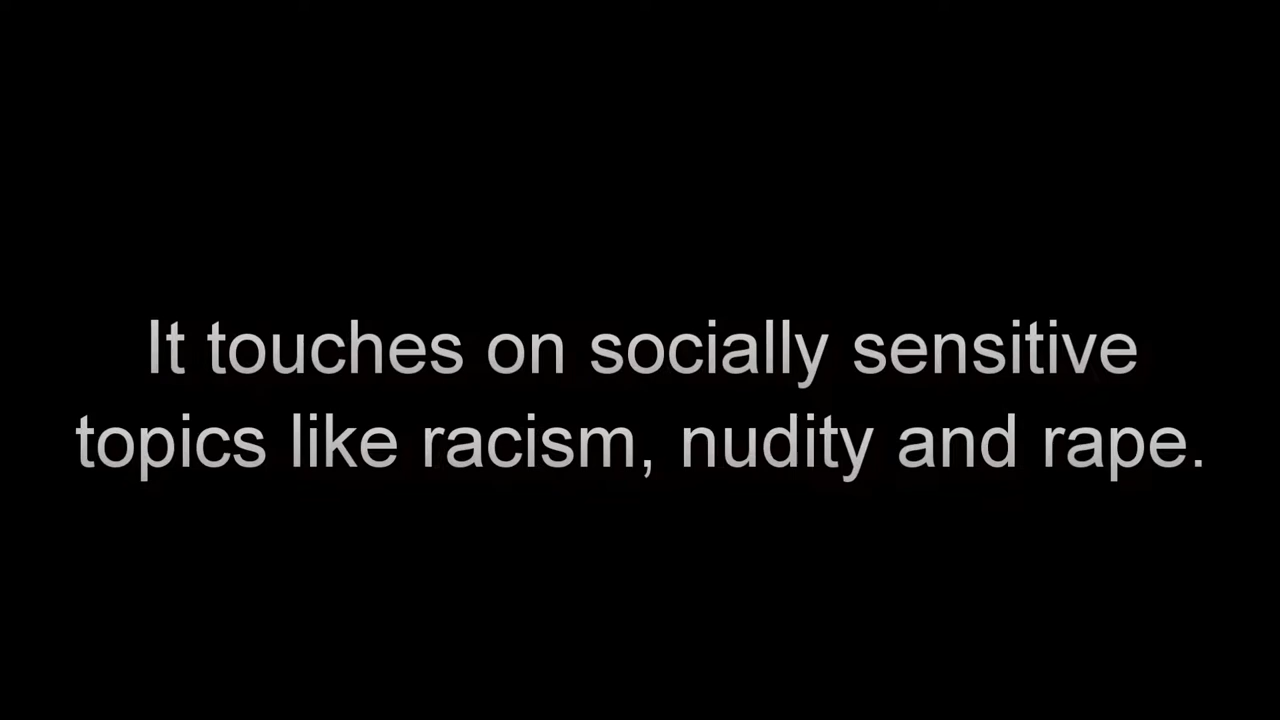 It touches on socially sensitive
topics like racism, nudity and rape.